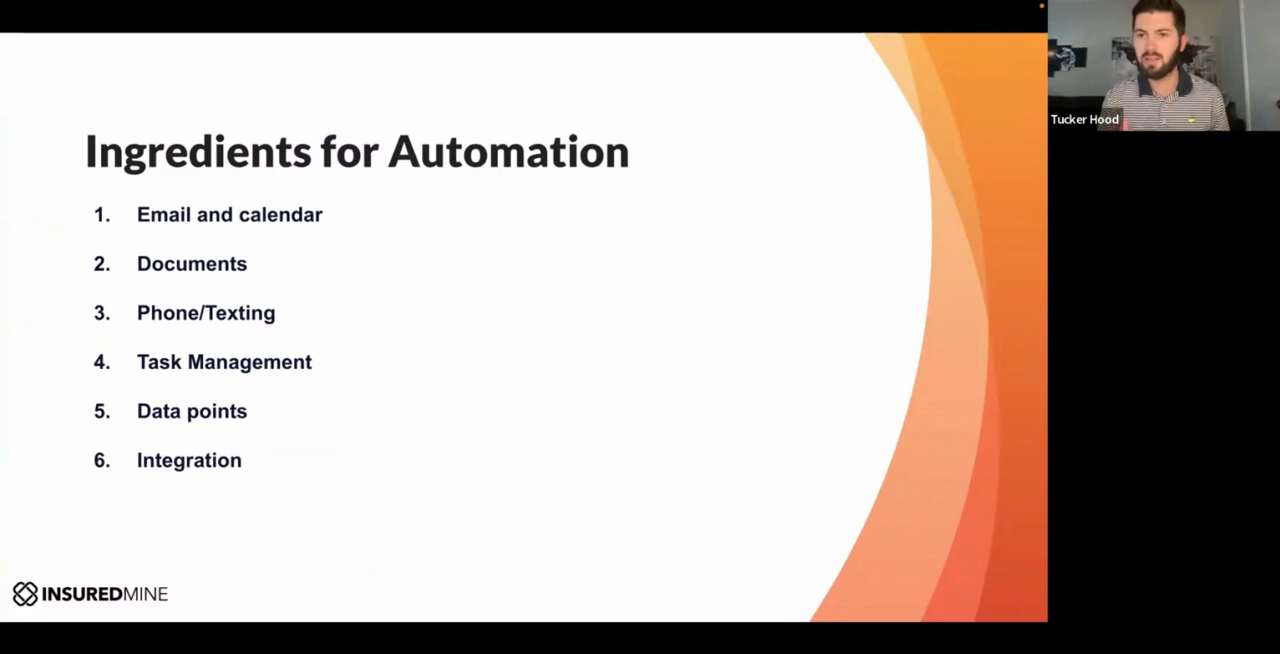 Ingredients for Automation
1. Email and calendar
2. Documents
3. Phone/Texting
4. Task Management
5. Data points
6. Integration
INSUREDMINE
Tucker Hood